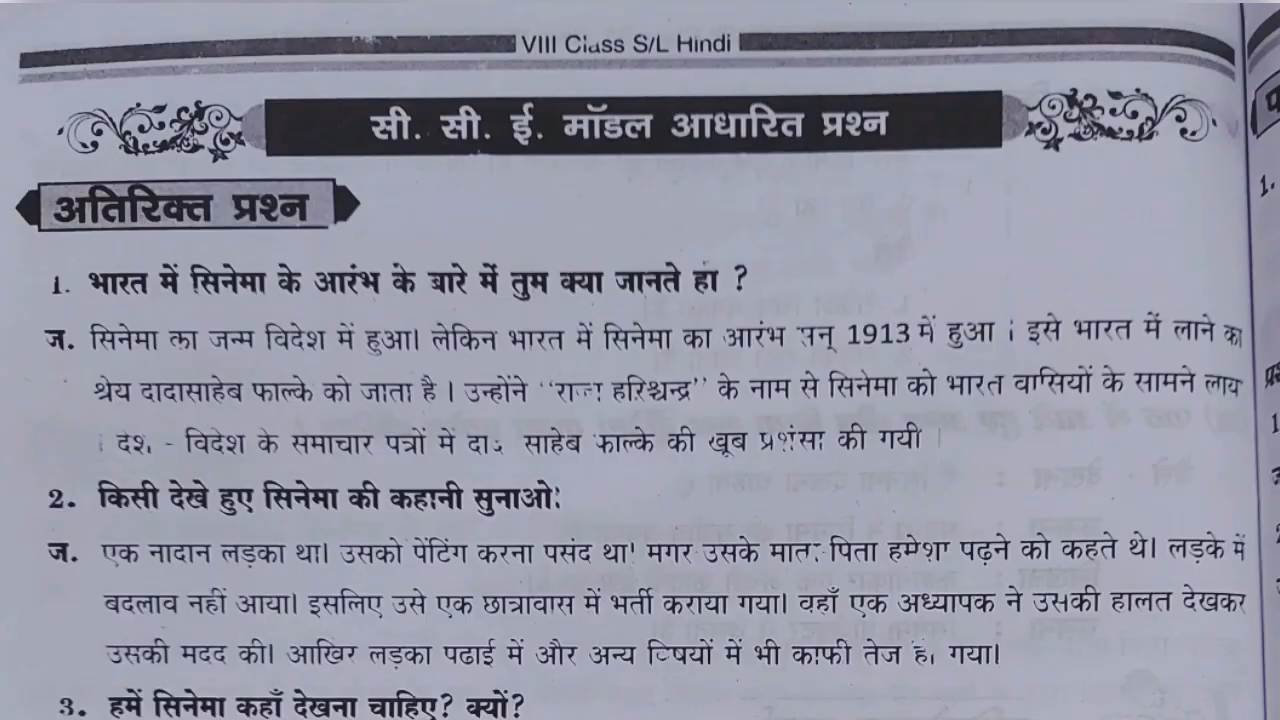 VIII Class S/L Hindi
सी. सी. ई. मॉडल आधारित प्रश्न
अतिरिक्त प्रश्न
1. भारत में सिनेमा के आरंभ के बारे में तुम क्या जानते हो ?
ज. सिनेमा का जन्म विदेश में हुआ। लेकिन भारत में सिनेमा का आरंभ सन् 1913 में हुआ । इसे भारत में लाने का
श्रेय दादासाहेब फाल्के को जाता है । उन्होंने "राजा हरिश्चन्द्र" के नाम से सिनेमा को भारत वासियों के सामने लाय
देश - विदेश के समाचार पत्रों में साहेब फाल्के की खूब प्रशंसा की गयी ।
2. किसी देखे हुए सिनेमा की कहानी सुनाओ।
ज. एक नादान लड़का था। उसको पेंटिंग करना पसंद था। मगर उसके माता पिता हमेशा पढ़ने को कहते थे। लड़के में
बदलाव नहीं आया। इसलिए उसे एक छात्रावास में भर्ती कराया गया। वहाँ एक अध्यापक ने उसकी हालत देखकर
उसकी मदद की। आखिर लड़का पढाई में और अन्य विषयों में भी काफी तेज हो गया।
3. हमें सिनेमा कहाँ देखना चाहिए? क्यों?
1.